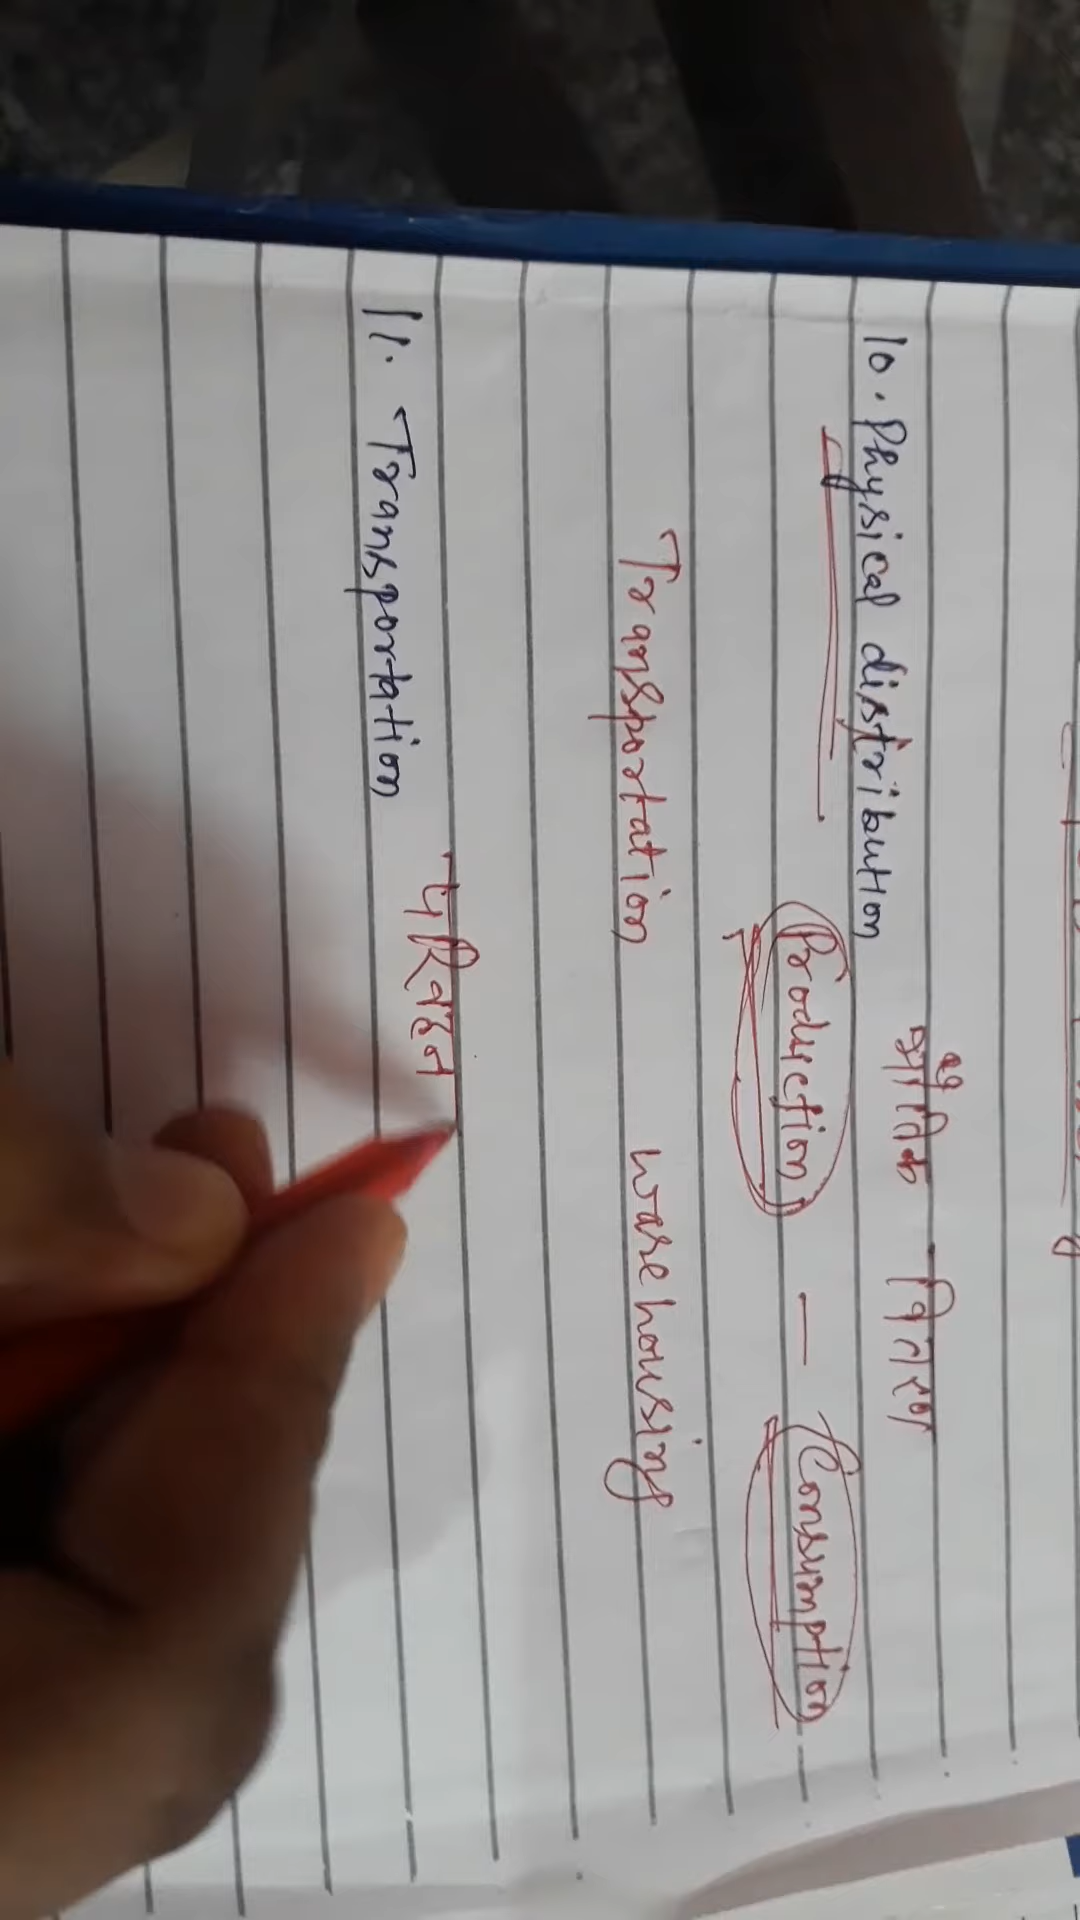 भौतिक वितरण
10. Physical distribution
Production — Consumption
Transportation warehousing
परिवहन
11. Transportation